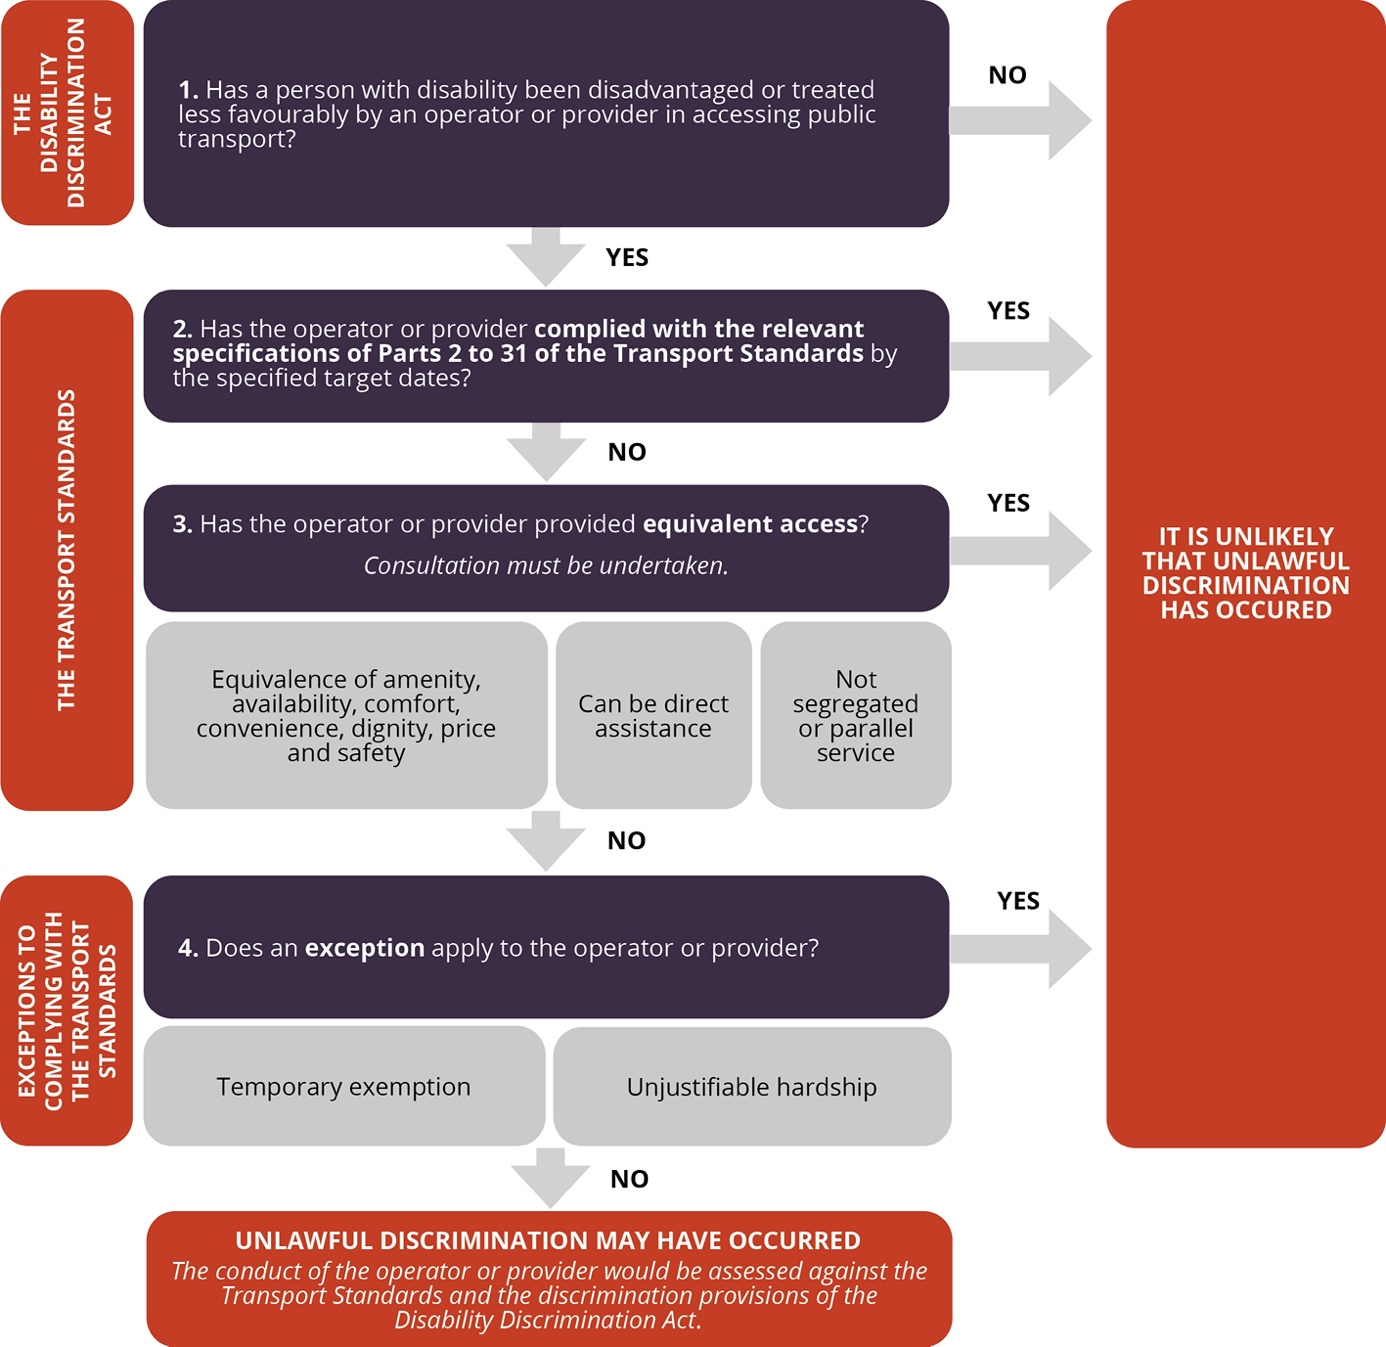 THE
DISABILITY
DISCRIMINATION
ACT
1. Has a person with disability been disadvantaged or treated
less favourably by an operator or provider in accessing public
transport?
NO
YES
THE TRANSPORT STANDARDS
2. Has the operator or provider complied with the relevant
specifications of Parts 2 to 31 of the Transport Standards by
the specified target dates?
YES
NO
3. Has the operator or provider provided equivalent access?
Consultation must be undertaken.
YES
Equivalence of amenity,
availability, comfort,
convenience, dignity, price
and safety
Can be direct
assistance
Not
segregated
or parallel
service
NO
EXCEPTIONS TO
COMPLYING WITH
THE TRANSPORT
STANDARDS
4. Does an exception apply to the operator or provider?
YES
Temporary exemption
Unjustifiable hardship
NO
IT IS UNLIKELY
THAT UNLAWFUL
DISCRIMINATION
HAS OCCURED
UNLAWFUL DISCRIMINATION MAY HAVE OCCURRED
The conduct of the operator or provider would be assessed against the
Transport Standards and the discrimination provisions of the
Disability Discrimination Act.